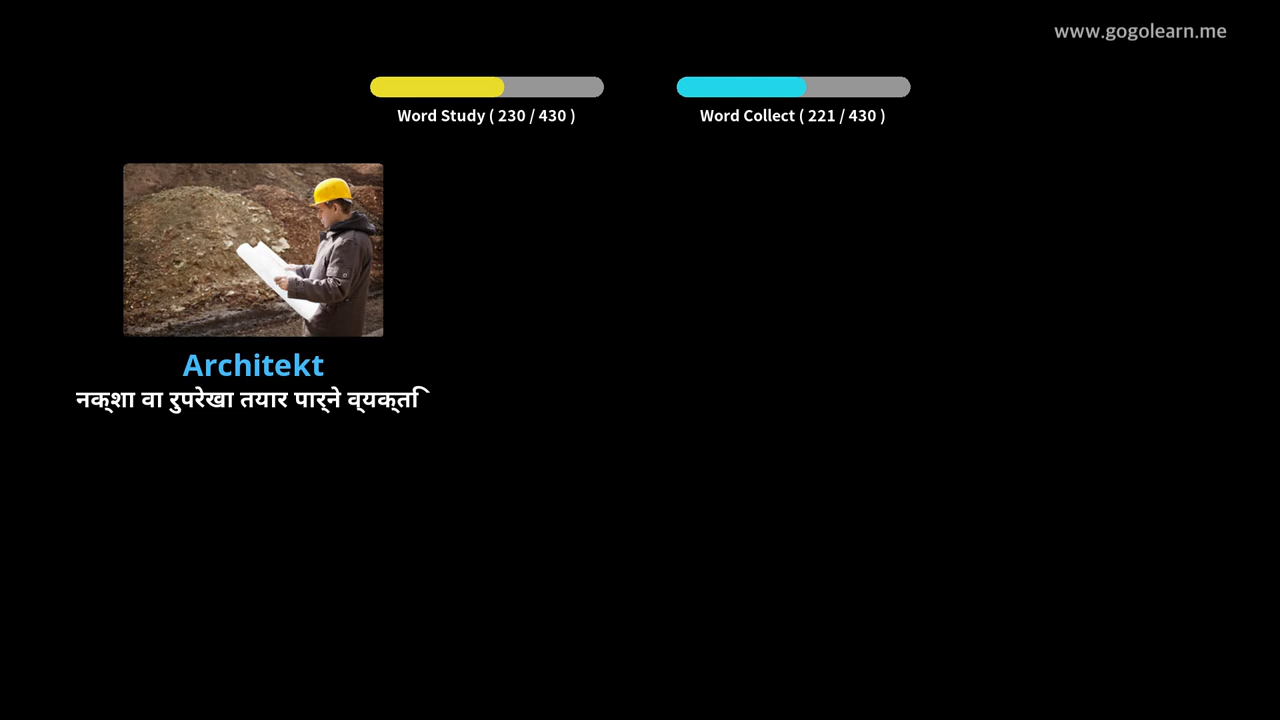 www.gogolearn.me
Word Study ( 230 / 430 )
Word Collect ( 221 / 430 )
Architekt
नक्शा वा रुपरेखा तयार पार्ने व्यक्ति